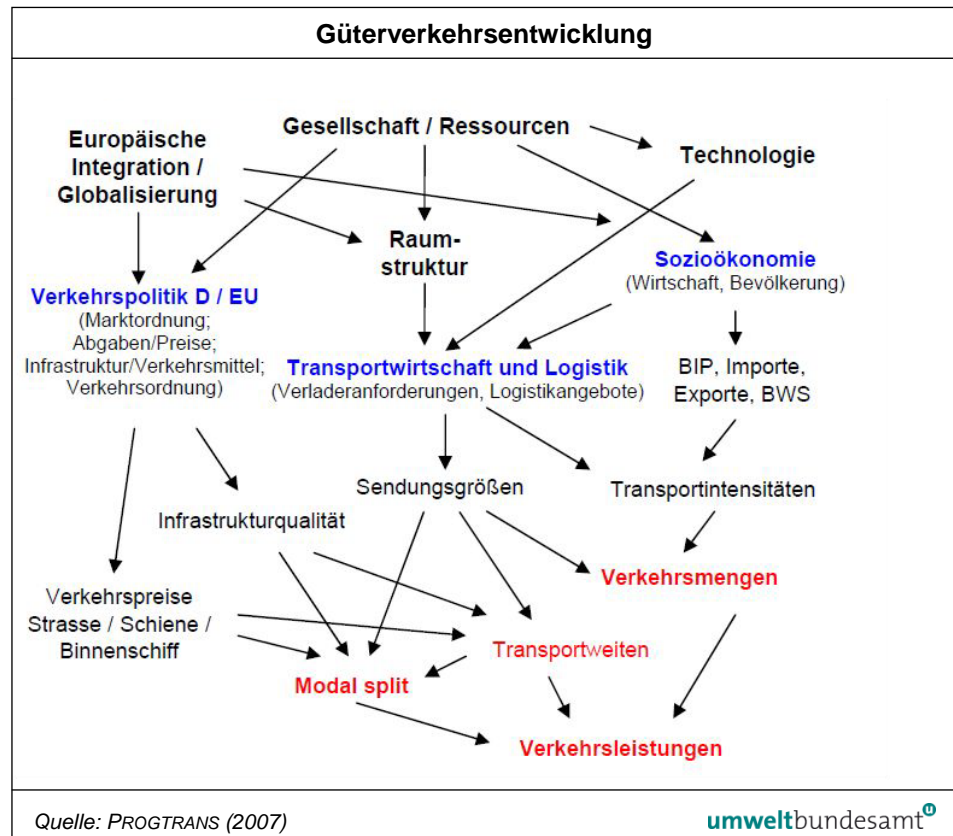 Güterverkehrsentwicklung
Gesellschaft / Ressourcen
Europäische
Integration /
Globalisierung
Technologie
Raum-
struktur
Sozioökonomie
(Wirtschaft, Bevölkerung)
Verkehrspolitik D / EU
(Marktordnung;
Abgaben/Preise;
Infrastruktur/Verkehrsmittel;
Verkehrsordnung)
Transportwirtschaft und Logistik
(Verladeranforderungen, Logistikangebote)
BIP, Importe,
Exporte, BWS
Sendungsgrößen
Transportintensitäten
Infrastrukturqualität
Verkehrsmengen
Verkehrspreise
Strasse / Schiene /
Binnenschiff
Transportweiten
Modal split
Verkehrsleistungen
Quelle: PROGTRANS (2007)
umweltbundesamt